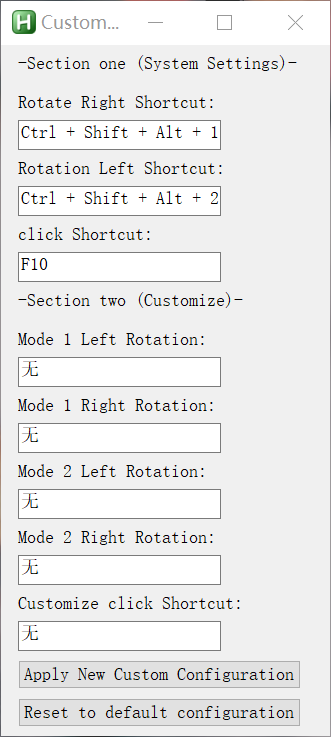 H Custom...
-Section one (System Settings)-
Rotate Right Shortcut:
Ctrl + Shift + Alt + 1
Rotation Left Shortcut:
Ctrl + Shift + Alt + 2
click Shortcut:
F10
-Section two (Customize)-
Mode 1 Left Rotation:
无
Mode 1 Right Rotation:
无
Mode 2 Left Rotation:
无
Mode 2 Right Rotation:
无
Customize click Shortcut:
无
Apply New Custom Configuration
Reset to default configuration